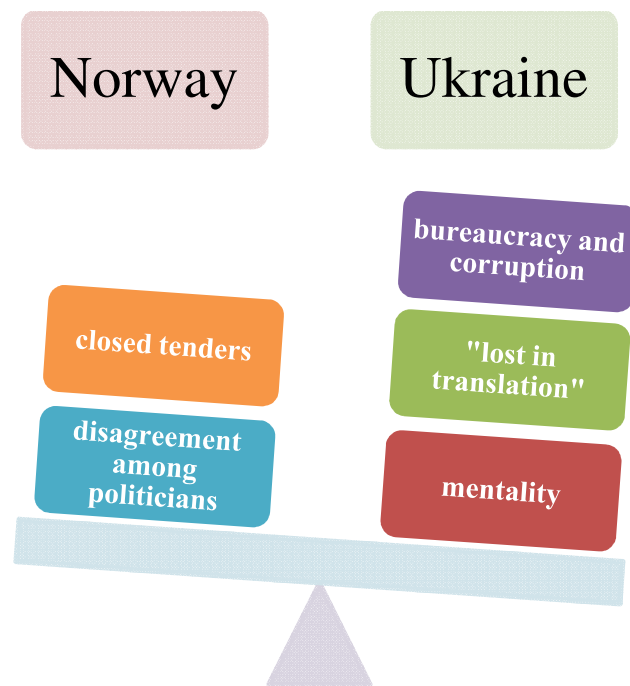 Norway
Ukraine
bureaucracy and
corruption
closed tenders
"lost in
translation"
disagreement
among
politicians
mentality